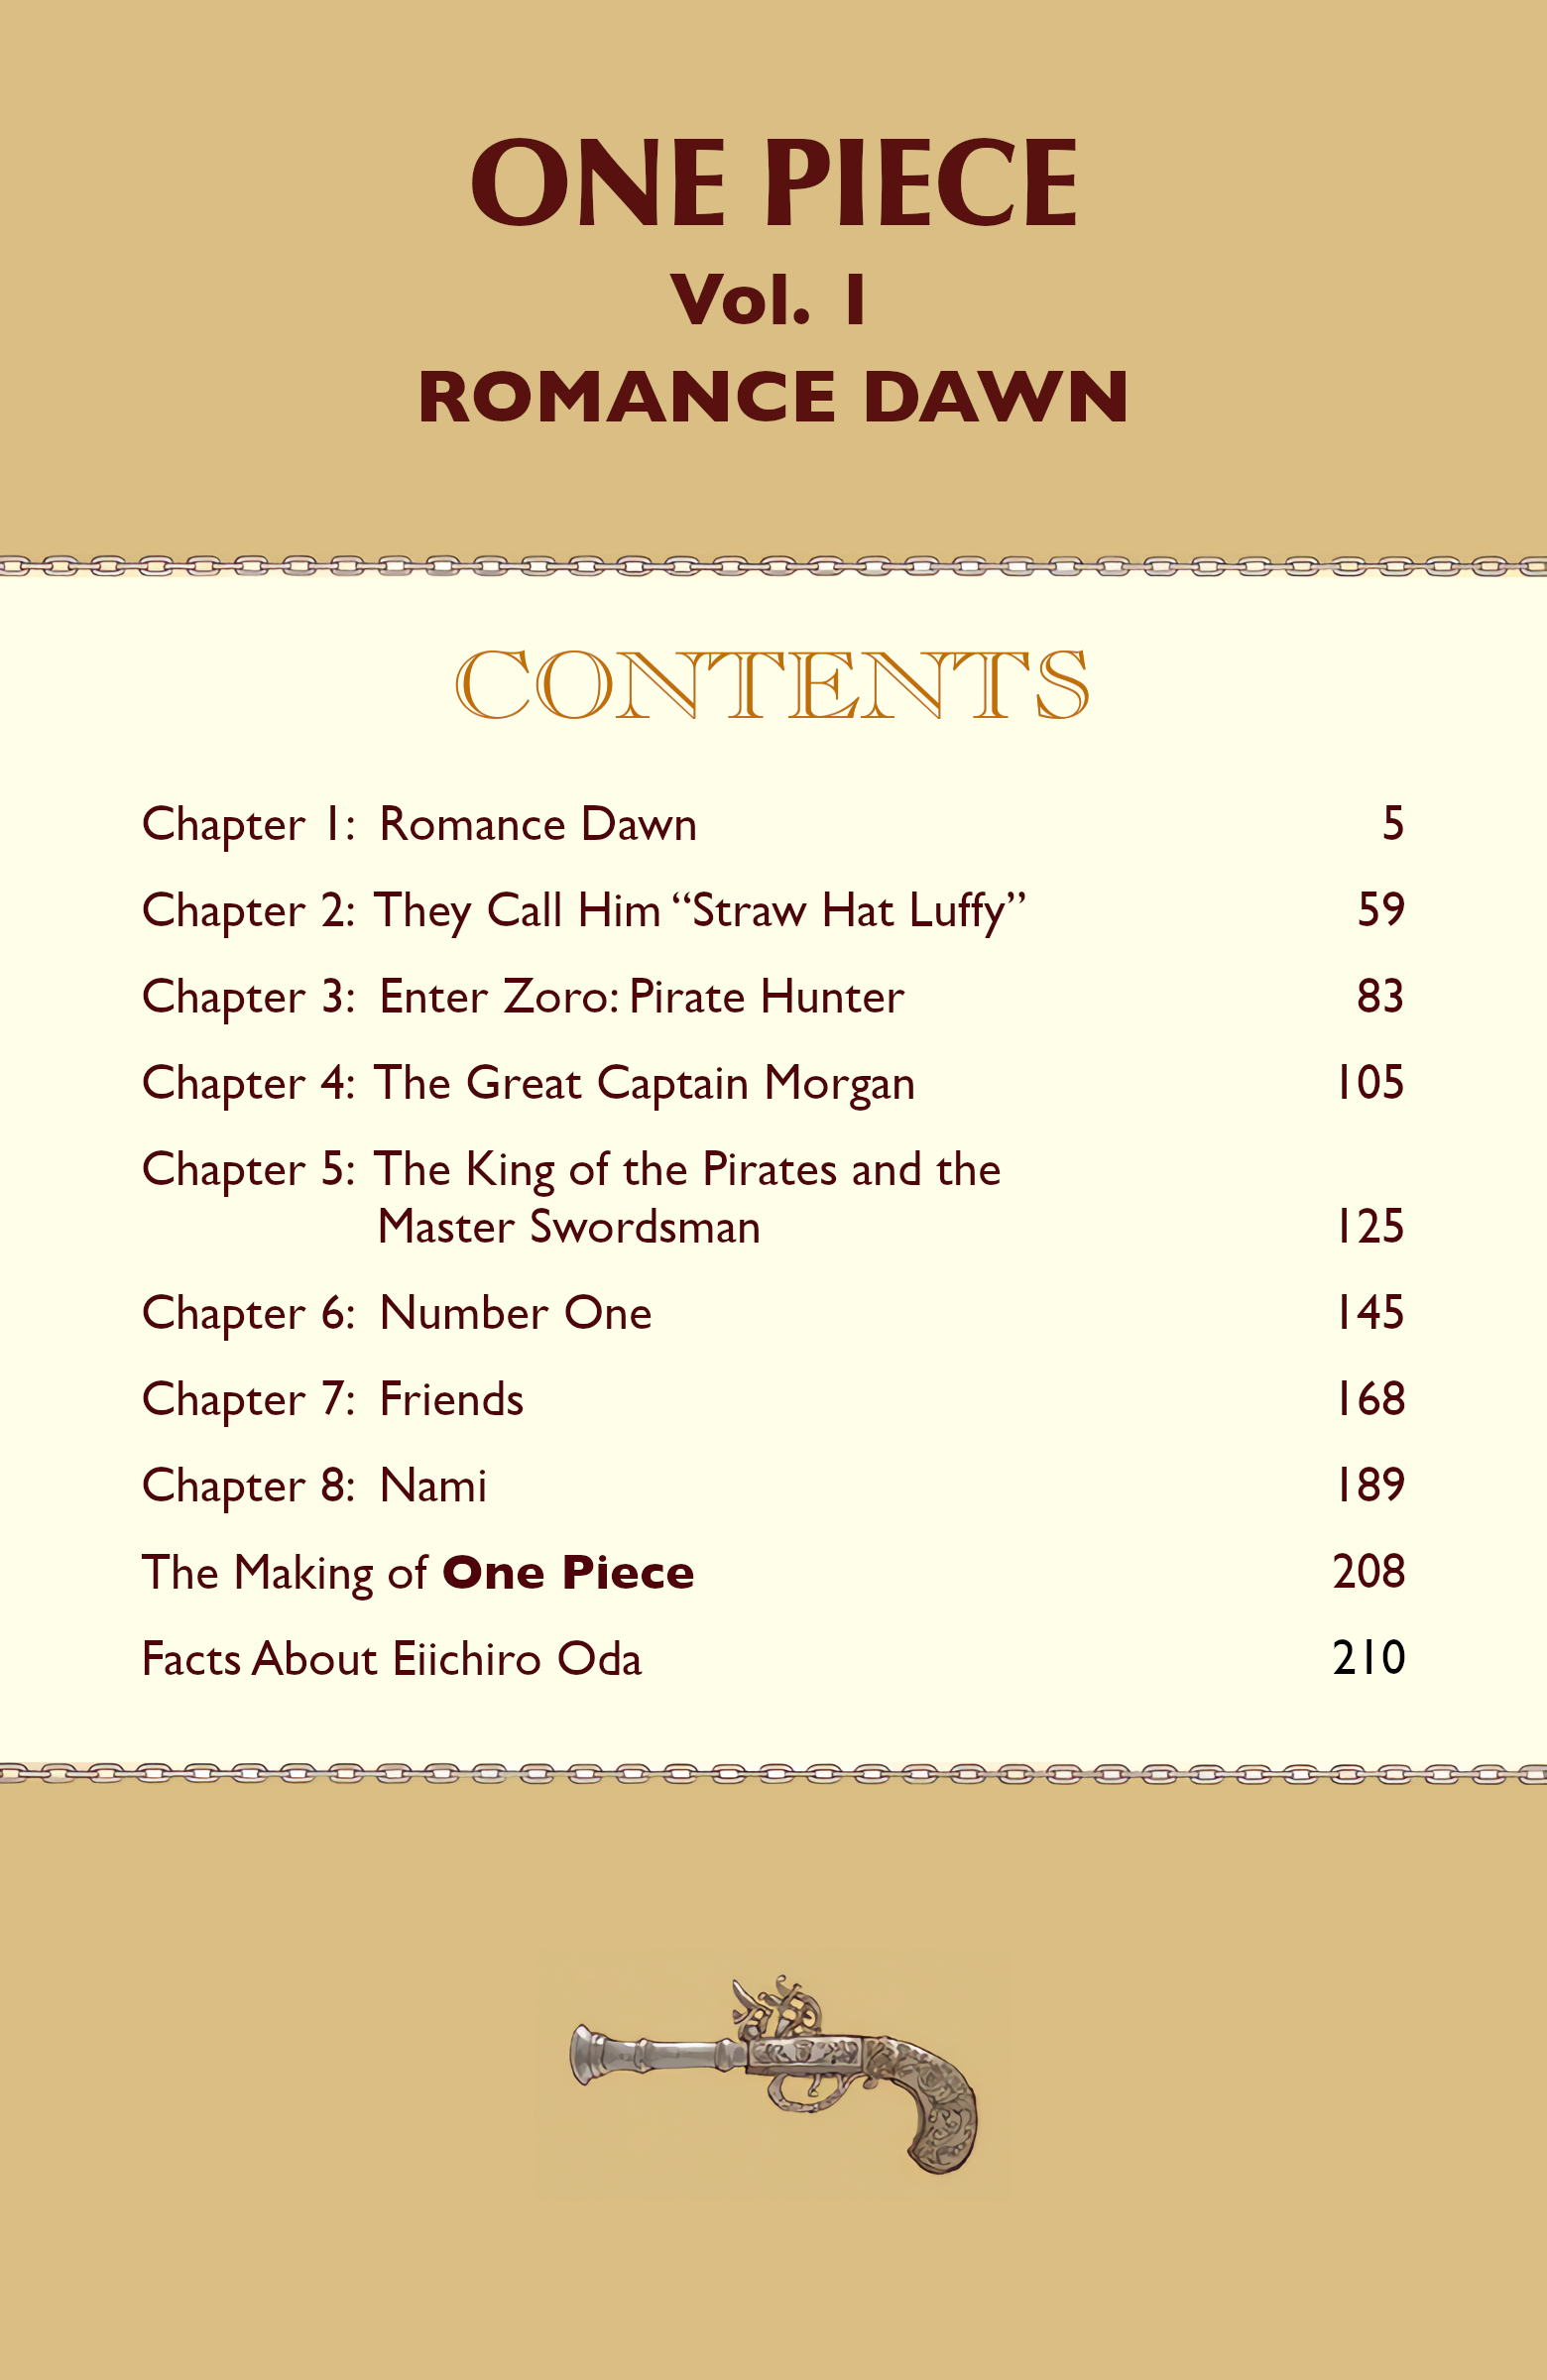 ONE PIECE
Vol. 1
ROMANCE DAWN
CONTENTS
Chapter 1: Romance Dawn 5
Chapter 2: They Call Him “Straw Hat Luffy” 59
Chapter 3: Enter Zoro: Pirate Hunter 83
Chapter 4: The Great Captain Morgan 105
Chapter 5: The King of the Pirates and the
Master Swordsman 125
Chapter 6: Number One 145
Chapter 7: Friends 168
Chapter 8: Nami 189
The Making of One Piece 208
Facts About Eiichiro Oda 210